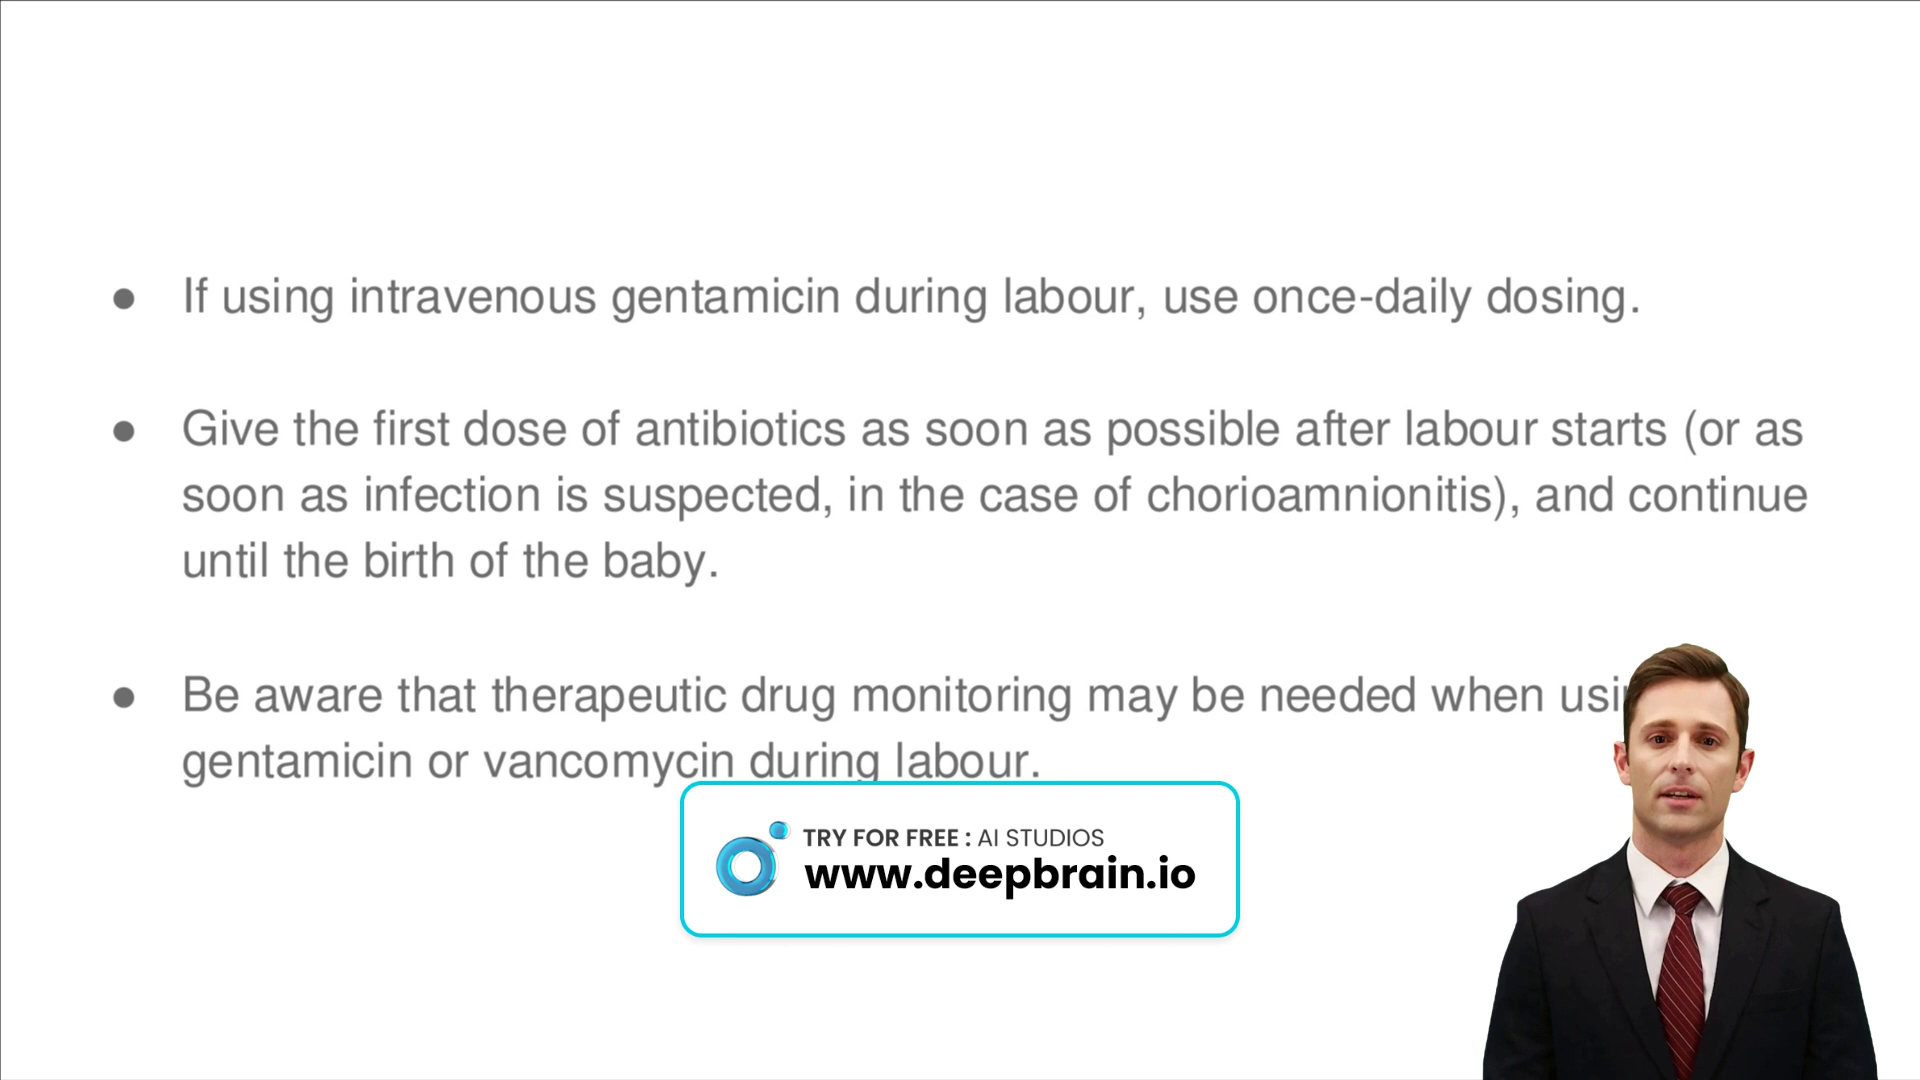 ● If using intravenous gentamicin during labour, use once-daily dosing.
● Give the first dose of antibiotics as soon as possible after labour starts (or as
soon as infection is suspected, in the case of chorioamnionitis), and continue
until the birth of the baby.
● Be aware that therapeutic drug monitoring may be needed when
gentamicin or vancomycin during labour.
TRY FOR FREE : AI STUDIOS
www.deepbrain.io